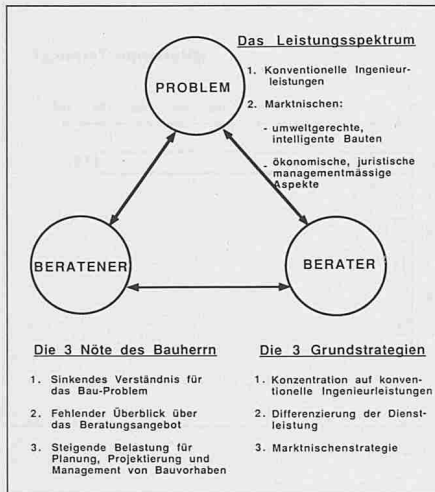 Das Leistungsspektrum
1. Konventionelle Ingenieur-
leistungen
2. Marktnischen:
- umweltgerechte,
intelligente Bauten
- ökonomische, juristische
managementmässige
Aspekte
PROBLEM
BERATENER
BERATER
Die 3 Nöte des Bauherrn
1. Sinkendes Verständnis für
das Bau-Problem
2. Fehlender Überblick über
das Beratungsangebot
3. Steigende Belastung für
Planung, Projektierung und
Management von Bauvorhaben
Die 3 Grundstrategien
1. Konzentration auf konven-
tionelle Ingenieurleistungen
2. Differenzierung der Dienst-
leistung
3. Marktnischenstrategie